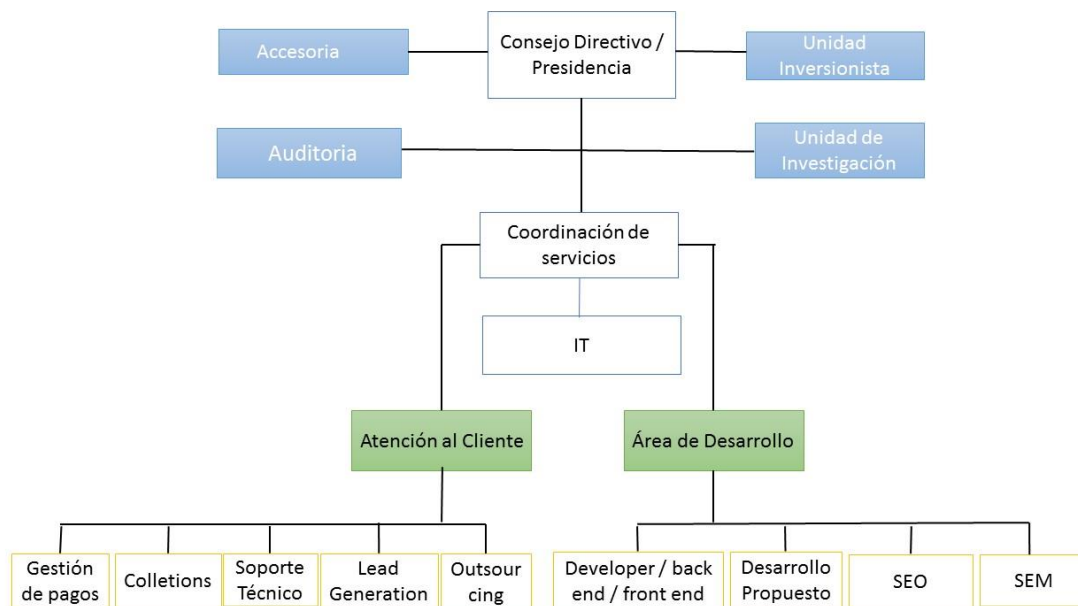 Accesoria
Consejo Directivo /
Presidencia
Unidad
Inversionista
Auditoria
Unidad de
Investigación
Coordinación de
servicios
IT
Atención al Cliente
Área de Desarrollo
Gestión
de pagos
Colletions
Soporte
Técnico
Lead
Generation
Outsour
cing
Developer / back
end / front end
Desarrollo
Propuesto
SEO
SEM